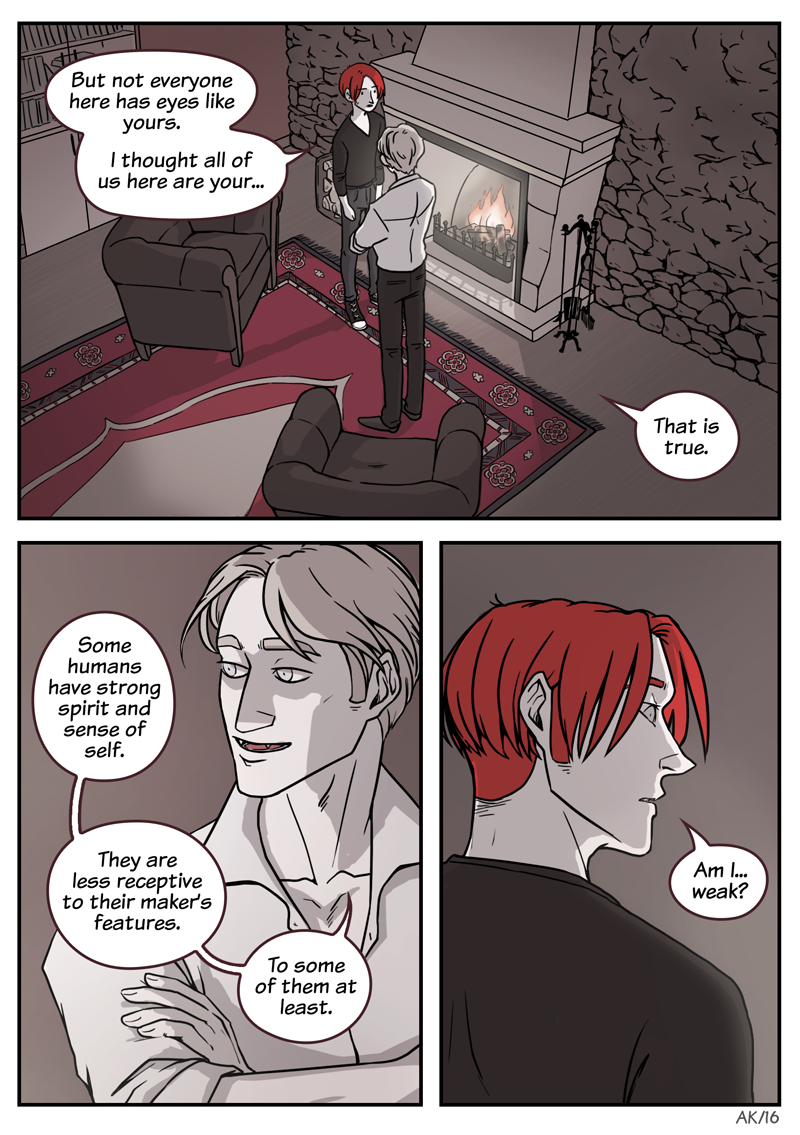 But not everyone
here has eyes like
yours.
I thought all of
us here are your...
That is
true.
Some
humans
have strong
spirit and
sense of
self.
They are
less receptive
to their maker's
features.
To some
of them at
least.
Am I...
weak?
AK/16